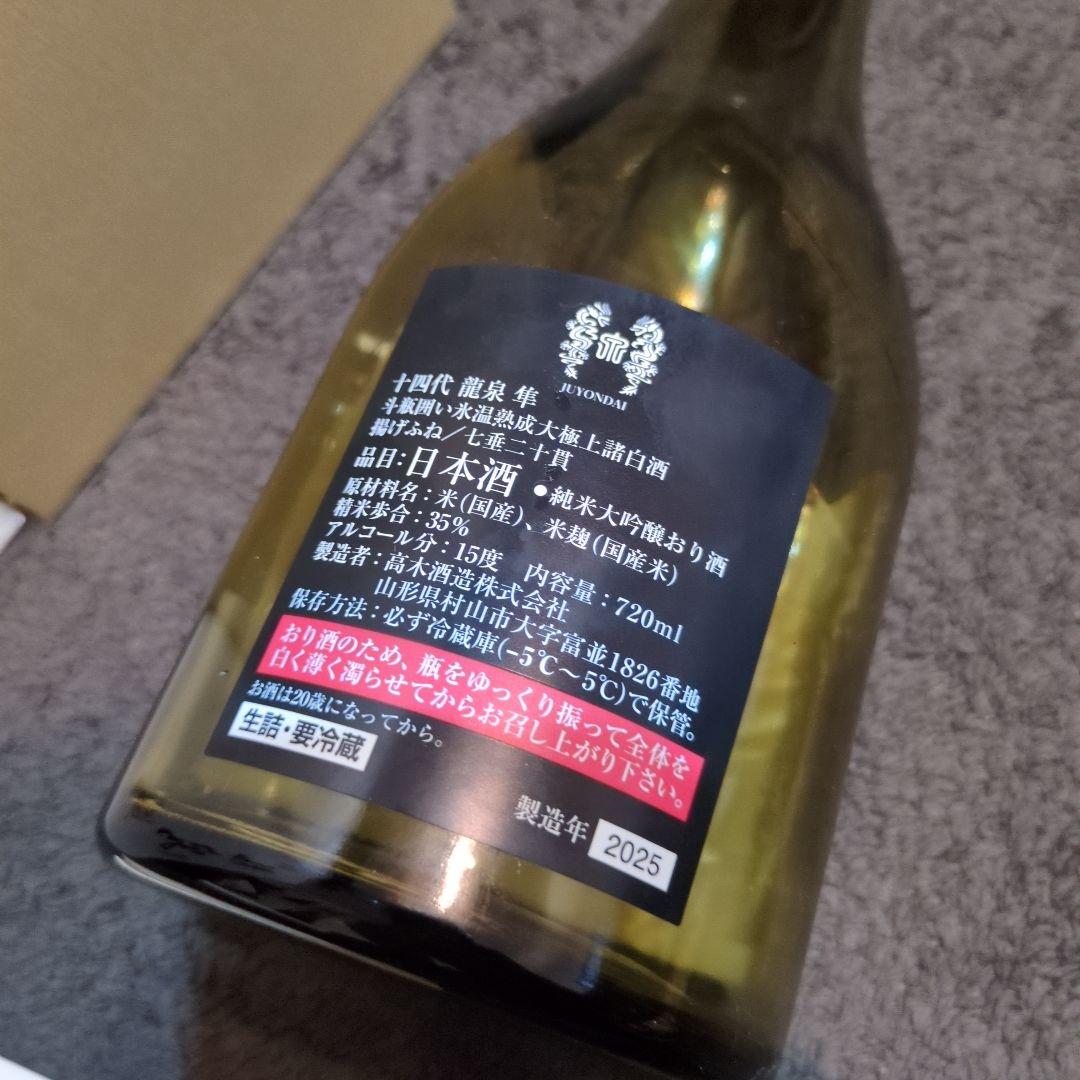 JUYONDAI
十四代 龍泉 隼
斗瓶囲い氷温熟成大極上諸白酒
揚げふね／七垂二十貫
品目：日本酒 ●純米大吟醸おり酒
原材料名：米(国産)、米麹(国産米)
精米歩合：35%
アルコール分：15度 内容量：720ml
製造者：高木酒造株式会社
山形県村山市大字富並1826番地
保存方法：必ず冷蔵庫(−5℃〜5℃)で保管。
おり酒のため、瓶をゆっくり振って全体を
白く薄く濁らせてからお召し上がり下さい。
お酒は20歳になってから。
生詰・要冷蔵
製造年 2025